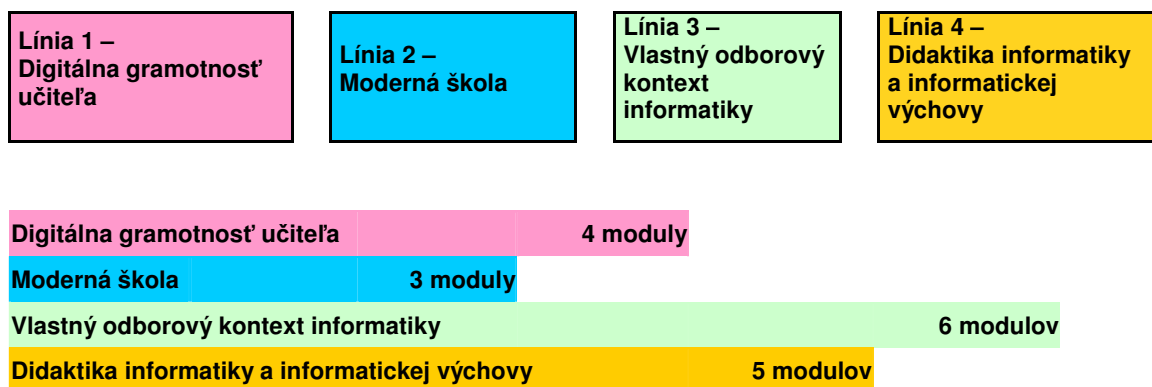 Línia 1 –
Digitálna gramotnosť
učiteľa
Línia 2 –
Moderná škola
Línia 3 –
Vlastný odborový
kontext
informatiky
Línia 4 –
Didaktika informatiky
a informatickej
výchovy
Digitálna gramotnosť učiteľa 4 moduly
Moderná škola 3 moduly
Vlastný odborový kontext informatiky 6 modulov
Didaktika informatiky a informatickej výchovy 5 modulov